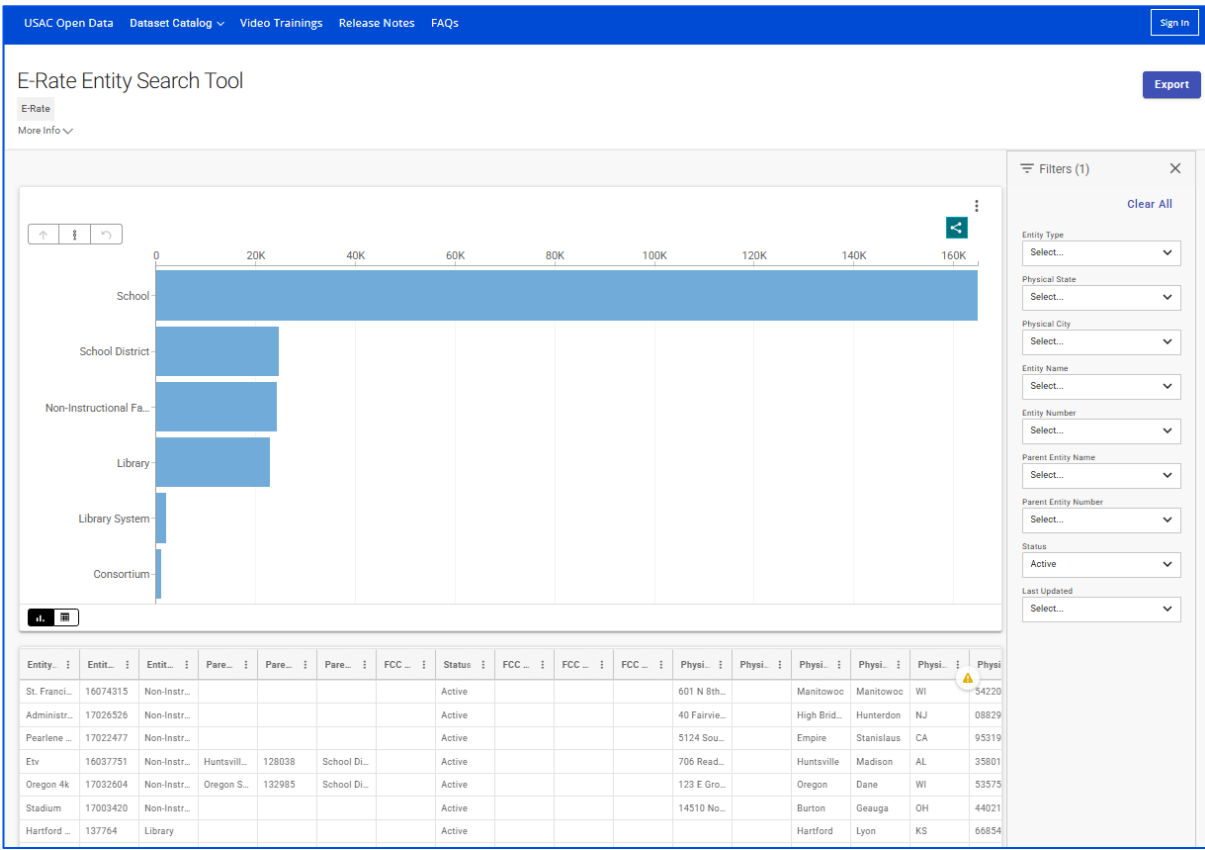 USAC Open Data Dataset Catalog Video Trainings Release Notes FAQs Sign In
E-Rate Entity Search Tool
Export
E-Rate
More Info
Filters (1)
Clear All
Entity Type
Select...
Physical State
Select...
Physical City
Select...
Entity Name
Select...
Entity Number
Select...
Parent Entity Name
Select...
Parent Entity Number
Select...
Status
Active
Last Updated
Select...
0 20K 40K 60K 80K 100K 120K 140K 160K
School
School District
Non-Instructional Fa...
Library
Library System
Consortium
Entity... Entit... Entit... Pare... Pare... Pare... FCC ... Status FCC ... FCC ... FCC ... Physi... Physi... Physi... Physi... Physi... Physi
St. Franci... 16074315 Non-Instr... Active 601 N 8th... Manitowoc Manitowoc WI 54220
Administr... 17026526 Non-Instr... Active 40 Fairvie... High Brid... Hunterdon NJ 08829
Pearlene ... 17022477 Non-Instr... Active 5124 Sou... Empire Stanislaus CA 95319
Etv 16037751 Non-Instr... Huntsvill... 128038 School Di... Active 706 Read... Huntsville Madison AL 35801
Oregon 4k 17032604 Non-Instr... Oregon S... 132985 School Di... Active 123 E Gro... Oregon Dane WI 53575
Stadium 17003420 Non-Instr... Active 14510 No... Burton Geauga OH 44021
Hartford ... 137764 Library Active Hartford Lyon KS 66854